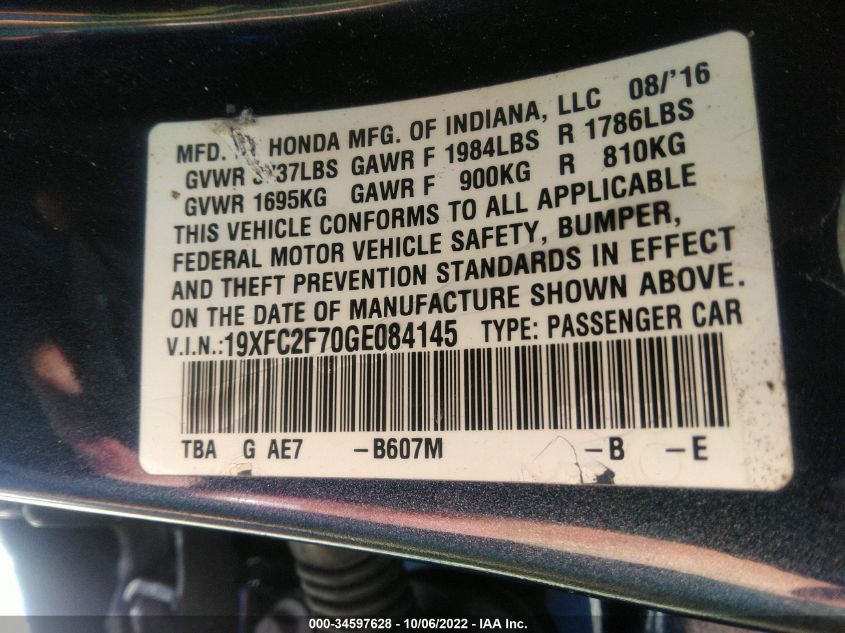 MFD. HONDA MFG. OF INDIANA, LLC 08/'16
GVWR GAWR F 1984LBS R 1786LBS
GVWR 1695KG GAWR F 900KG R 810KG
THIS VEHICLE CONFORMS TO ALL APPLICABLE
FEDERAL MOTOR VEHICLE SAFETY, BUMPER,
AND THEFT PREVENTION STANDARDS IN EFFECT
ON THE DATE OF MANUFACTURE SHOWN ABOVE.
V.I.N.:19XFC2F70GE084145 TYPE: PASSENGER CAR
TBA G AE7 -B607M -B -E
000-34597628 - 10/06/2022 - IAA Inc.